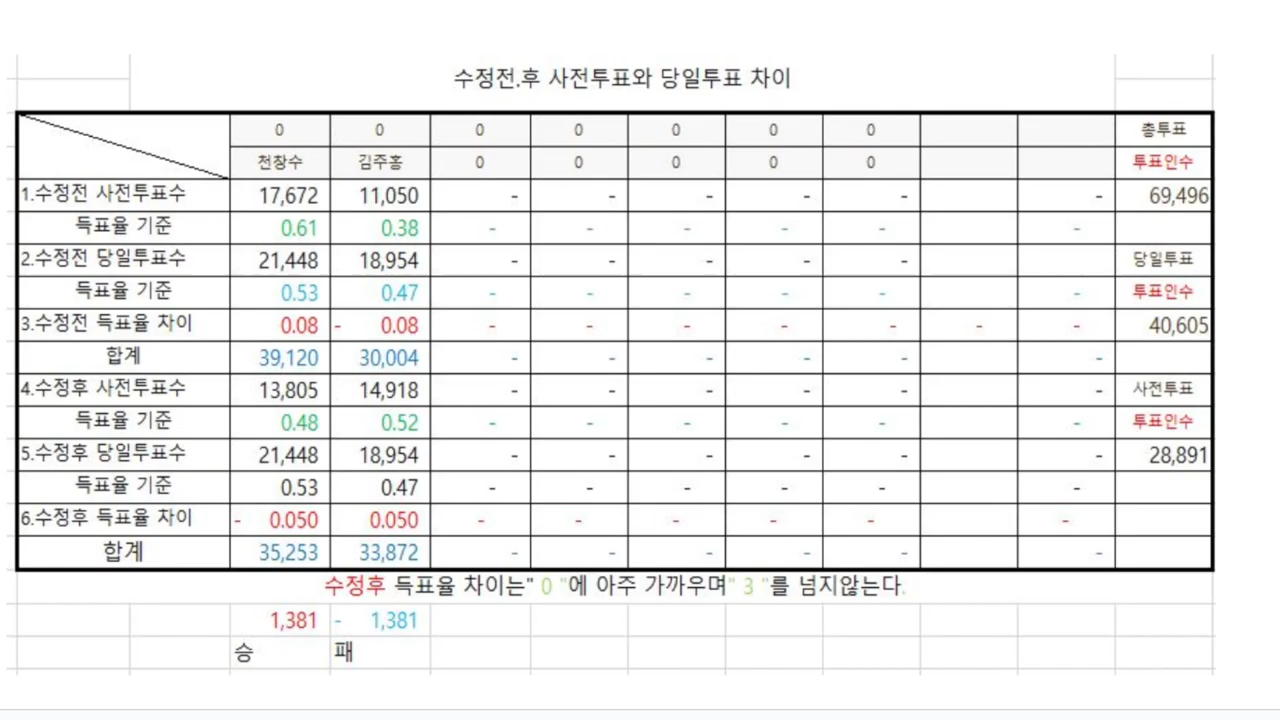 수정전.후 사전투표와 당일투표 차이
0 0 0 0 0 0 0 총투표
천창수 김주홍 0 0 0 0 0 투표인수
1.수정전 사전투표수 17,672 11,050 - - - - - - 69,496
득표율 기준 0.61 0.38 - - - - - -
2.수정전 당일투표수 21,448 18,954 - - - - - - 당일투표
득표율 기준 0.53 0.47 - - - - - - 투표인수
3.수정전 득표율 차이 0.08 - 0.08 - - - - - - - 40,605
합계 39,120 30,004 - - - - - -
4.수정후 사전투표수 13,805 14,918 - - - - - - 사전투표
득표율 기준 0.48 0.52 - - - - - - 투표인수
5.수정후 당일투표수 21,448 18,954 - - - - - - 28,891
득표율 기준 0.53 0.47 - - - - - -
6.수정후 득표율 차이 - 0.050 0.050 - - - - - -
합계 35,253 33,872 - - - - - -
수정후 득표율 차이는" 0 "에 아주 가까우며" 3 "를 넘지않는다.
1,381 - 1,381
승 패